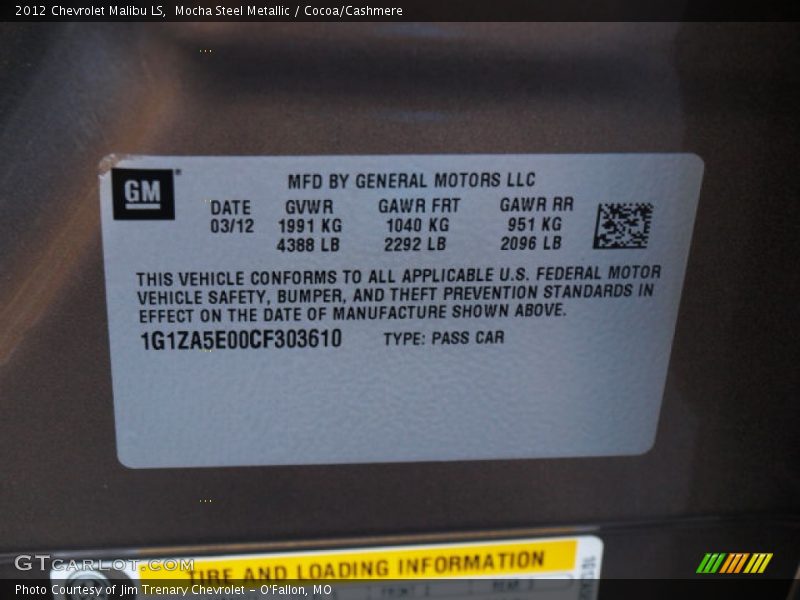 2012 Chevrolet Malibu LS,  Mocha Steel Metallic / Cocoa/Cashmere
GM
MFD BY GENERAL MOTORS LLC
DATE GVWR GAWR FRT GAWR RR
03/12 1991 KG 1040 KG 951 KG
4388 LB 2292 LB 2096 LB
THIS VEHICLE CONFORMS TO ALL APPLICABLE U.S. FEDERAL MOTOR
VEHICLE SAFETY, BUMPER, AND THEFT PREVENTION STANDARDS IN
EFFECT ON THE DATE OF MANUFACTURE SHOWN ABOVE.
1G1ZA5E00CF303610 TYPE: PASS CAR
TIRE AND LOADING INFORMATION
GTcarlot.com
Photo Courtesy of Jim Trenary Chevrolet - O'Fallon, MO